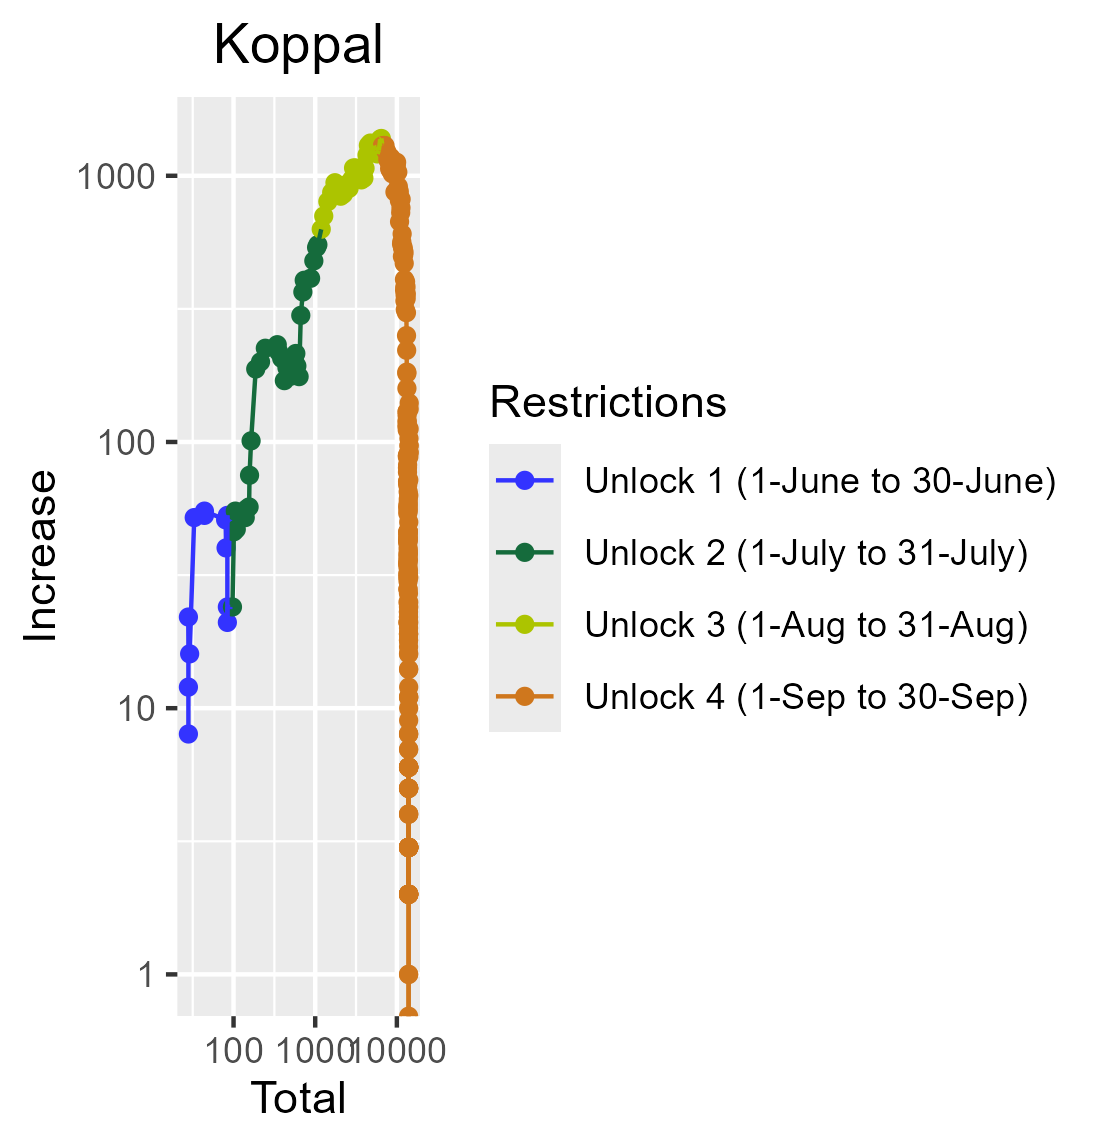 Koppal
1000
100
10
1
Increase
100 1000 10000
Total
Restrictions
Unlock 1 (1-June to 30-June)
Unlock 2 (1-July to 31-July)
Unlock 3 (1-Aug to 31-Aug)
Unlock 4 (1-Sep to 30-Sep)